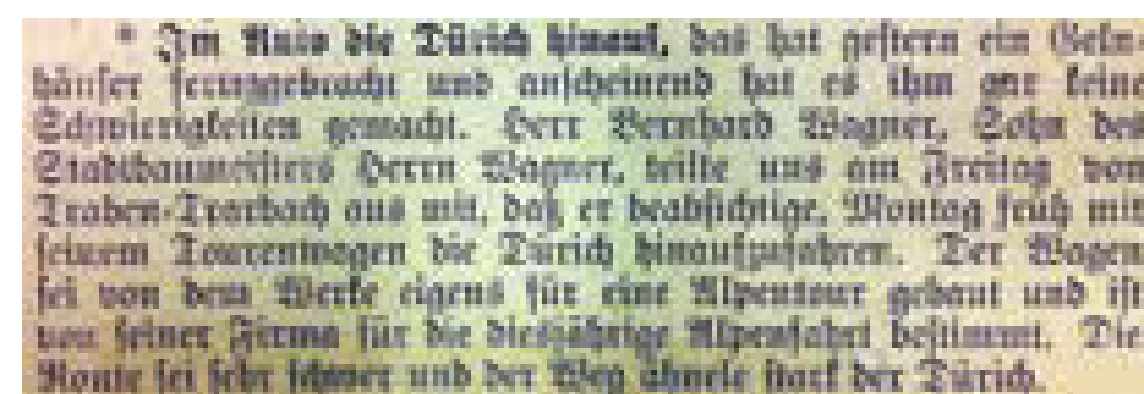 * Im Auto die Dürich hinauf, das hat gestern ein Geln-
häuser fertiggebracht und anscheinend hat es ihm gar keine
Schwierigkeiten gemacht. Herr Bernhard Wagner, Sohn des
Stadtbaumeisters Herrn Wagner, teilte uns am Freitag von
Traben-Trarbach aus mit, daß er beabsichtige, Montag früh mit
seinem Tourenwagen die Dürich hinaufzufahren. Der Wagen
sei von dem Werke eigens für eine Alpentour gebaut und ist
von seiner Firma für die diesjährige Alpenfahrt bestimmt. Die
Route sei sehr schwer und der Weg ähnele stark der Dürich.